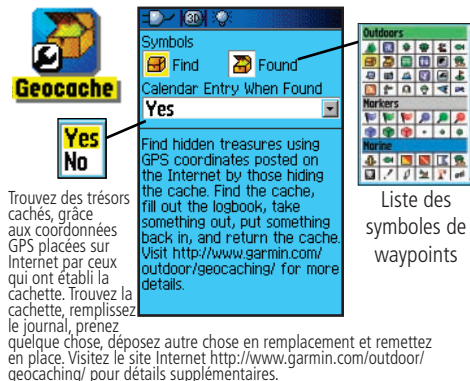 Geocache
Yes
No
3D
Symbols
Find
Found
Calendar Entry When Found
Yes
Find hidden treasures using
GPS coordinates posted on
the Internet by those hiding
the cache. Find the cache,
fill out the logbook, take
something out, put something
back in, and return the cache.
Visit http://www.garmin.com/
outdoor/geocaching/ for more
details.
Outdoors
Markers
Marine
Liste des
symboles de
waypoints
Trouvez des trésors
cachés, grâce
aux coordonnées
GPS placées sur
Internet par ceux
qui ont établi la
cachette. Trouvez la
cachette, remplissez
le journal, prenez
quelque chose, déposez autre chose en remplacement et remettez
en place. Visitez le site Internet http://www.garmin.com/outdoor/
geocaching/ pour détails supplémentaires.